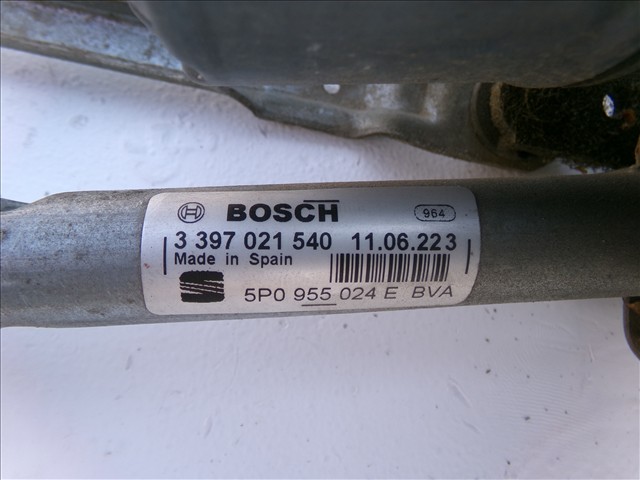 BOSCH 964
3 397 021 540 11.06.223
Made in Spain
5P0 955 024 E BVA